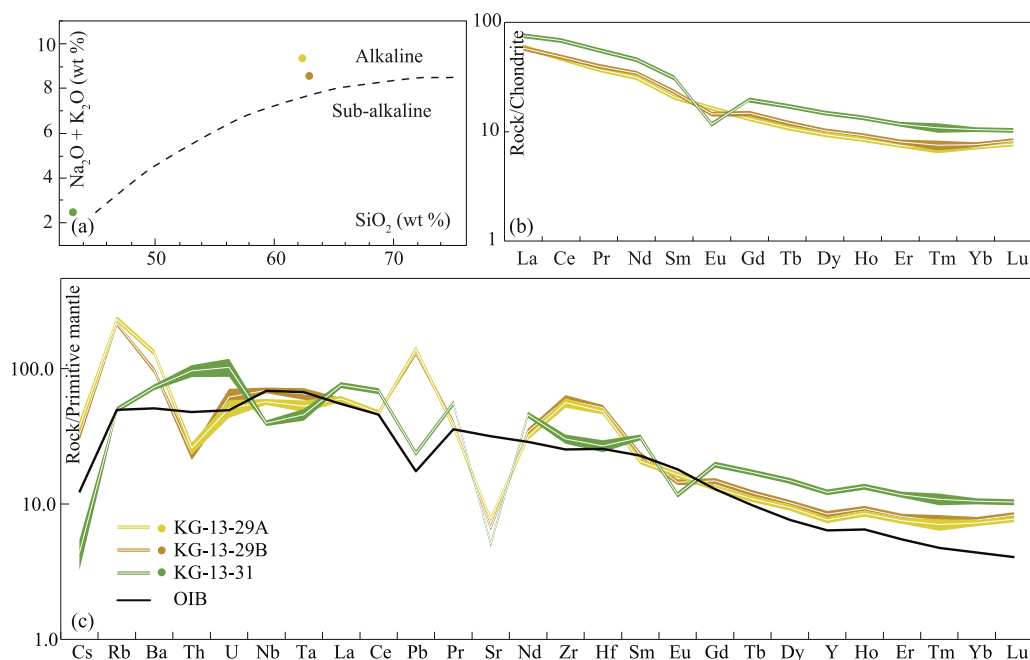 10
8
6
4
2
Na₂O + K₂O (wt %)
Alkaline
Sub-alkaline
(a)
SiO₂ (wt %)
50
60
70
100
10
1
Rock/Chondrite
(b)
La Ce Pr Nd Sm Eu Gd Tb Dy Ho Er Tm Yb Lu
100.0
10.0
1.0
Rock/Primitive mantle
KG-13-29A
KG-13-29B
KG-13-31
OIB
(c)
Cs Rb Ba Th U Nb Ta La Ce Pb Pr Sr Nd Zr Hf Sm Eu Gd Tb Dy Y Ho Er Tm Yb Lu